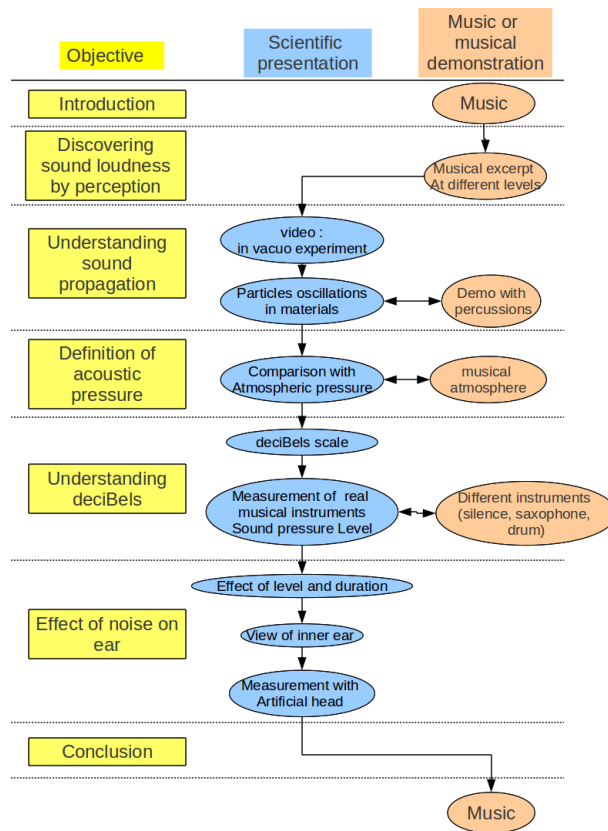 Objective
Scientific
presentation
Music or
musical
demonstration
Introduction
Music
Discovering
sound loudness
by perception
Musical excerpt
At different levels
Understanding
sound
propagation
video :
in vacuo experiment
Particles oscillations
in materials
Demo with
percussions
Definition of
acoustic
pressure
Comparison with
Atmospheric pressure
musical
atmosphere
Understanding
deciBels
deciBels scale
Measurement of real
musical instruments
Sound pressure Level
Different instruments
(silence, saxophone,
drum)
Effect of noise on
ear
Effect of level and duration
View of inner ear
Measurement with
Artificial head
Conclusion
Music